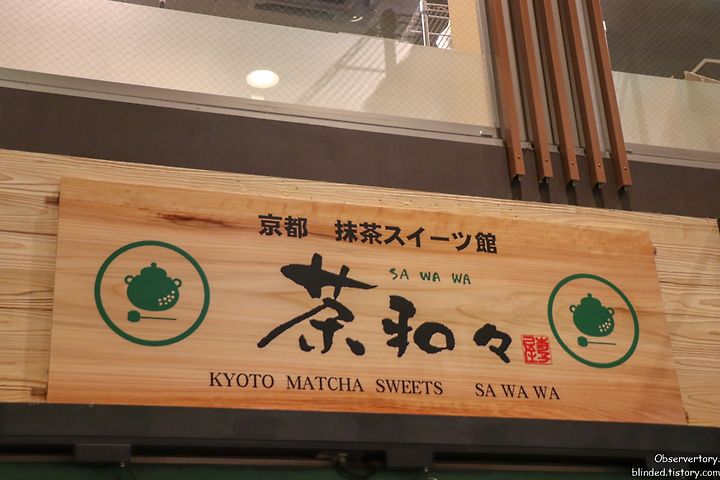 京都　抹茶スイーツ館
SA WA WA
茶和々
KYOTO MATCHA SWEETS SA WA WA
Observertory.
blinded.tistory.com